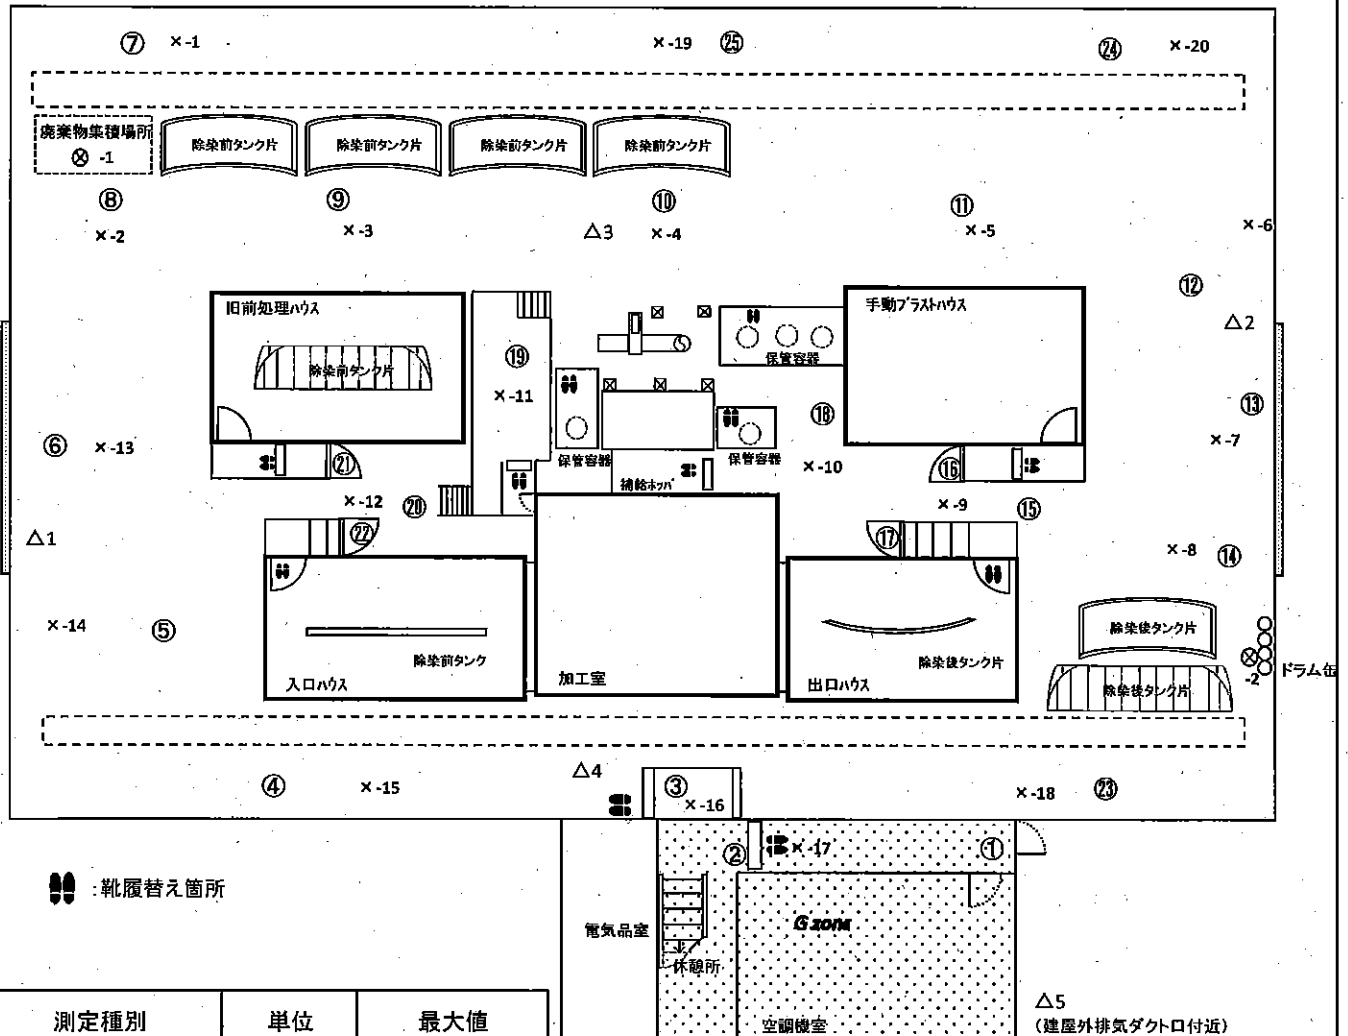 ⑦ ×-1 ×-19 ㉕ ㉔ ×-20
廃棄物集積場所
⊗ -1
除染前タンク片 除染前タンク片 除染前タンク片 除染前タンク片
⑧ ⑨ ⑩ ⑪
×-2 ×-3 △3 ×-4 ×-5 ×-6
⑫
旧前処理ハウス
手動ブラストハウス
△2
除染前タンク片
⑲
保管容器
×-11
⑱
⑬
⑥ ×-13
×-7
㉑
保管容器
保管容器
×-10
⑯
補給ホッパ
×-12 ⑳
×-9 ⑮
△1
㉒
⑰
×-8 ⑭
×-14 ⑤
除染後タンク片
除染前タンク
除染後タンク片
ドラム缶
-2
入口ハウス
加工室
出口ハウス
除染後タンク片
④ ×-15
△4
③
×-16
×-18 ㉓
② ×-17 ①
:靴履替え箇所
電気品室
G zone
休憩所
測定種別 単位 最大値
空調機室
△5
(建屋外排気ダクト口付近)